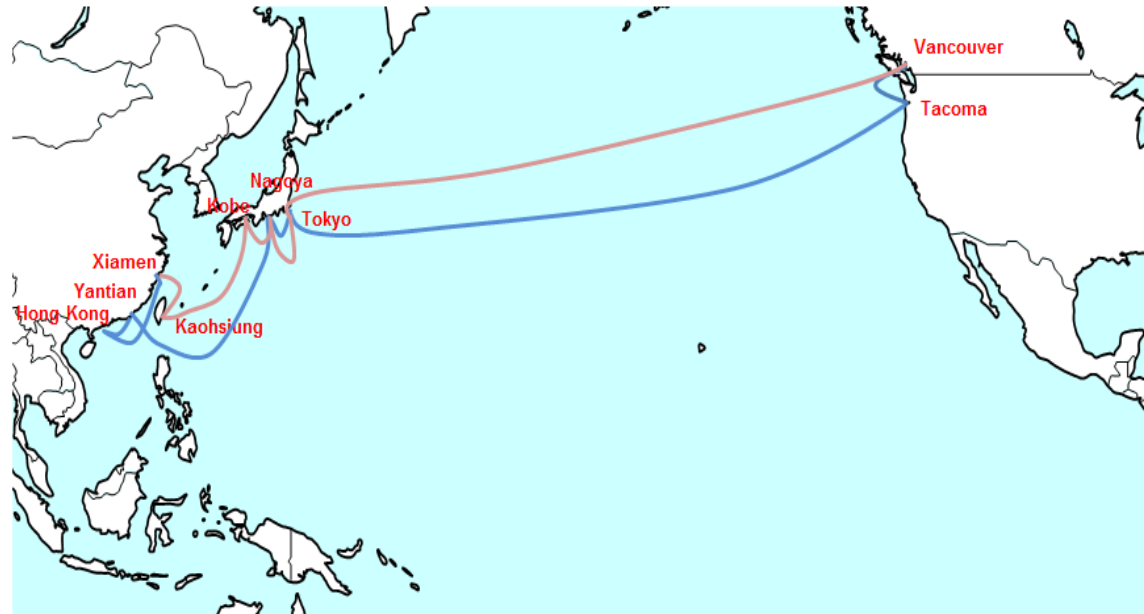 Vancouver
Tacoma
Nagoya
Kobe
Tokyo
Xiamen
Yantian
Hong Kong
Kaohsiung